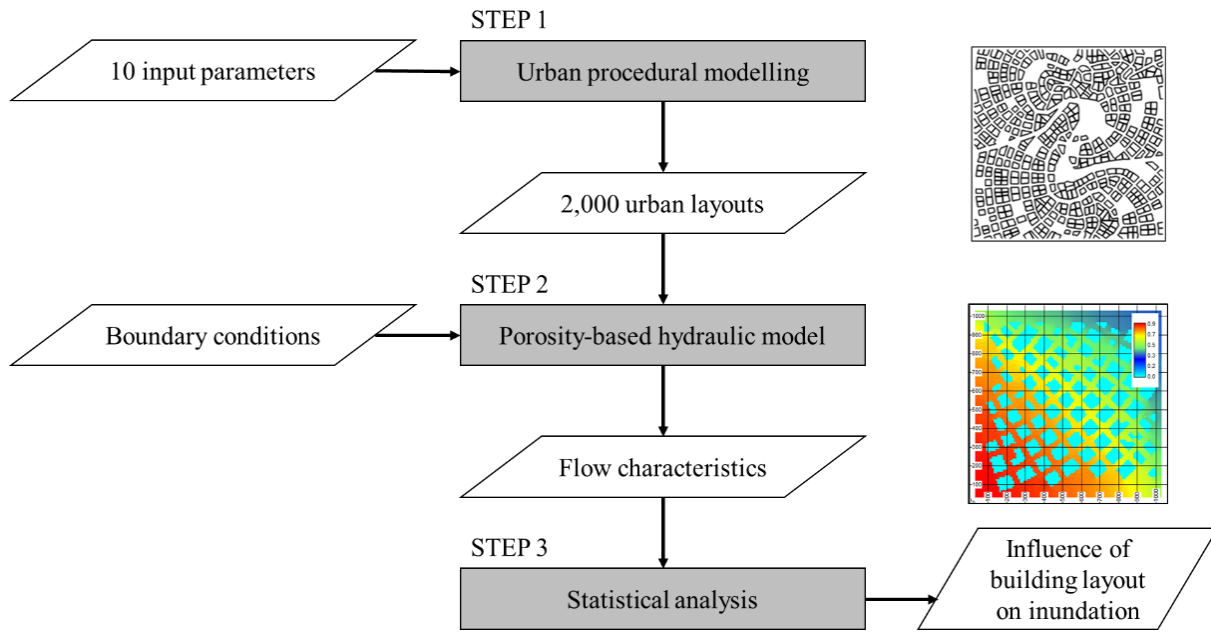 STEP 1
10 input parameters
Urban procedural modelling
2,000 urban layouts
STEP 2
Boundary conditions
Porosity-based hydraulic model
Flow characteristics
STEP 3
Statistical analysis
Influence of
building layout
on inundation